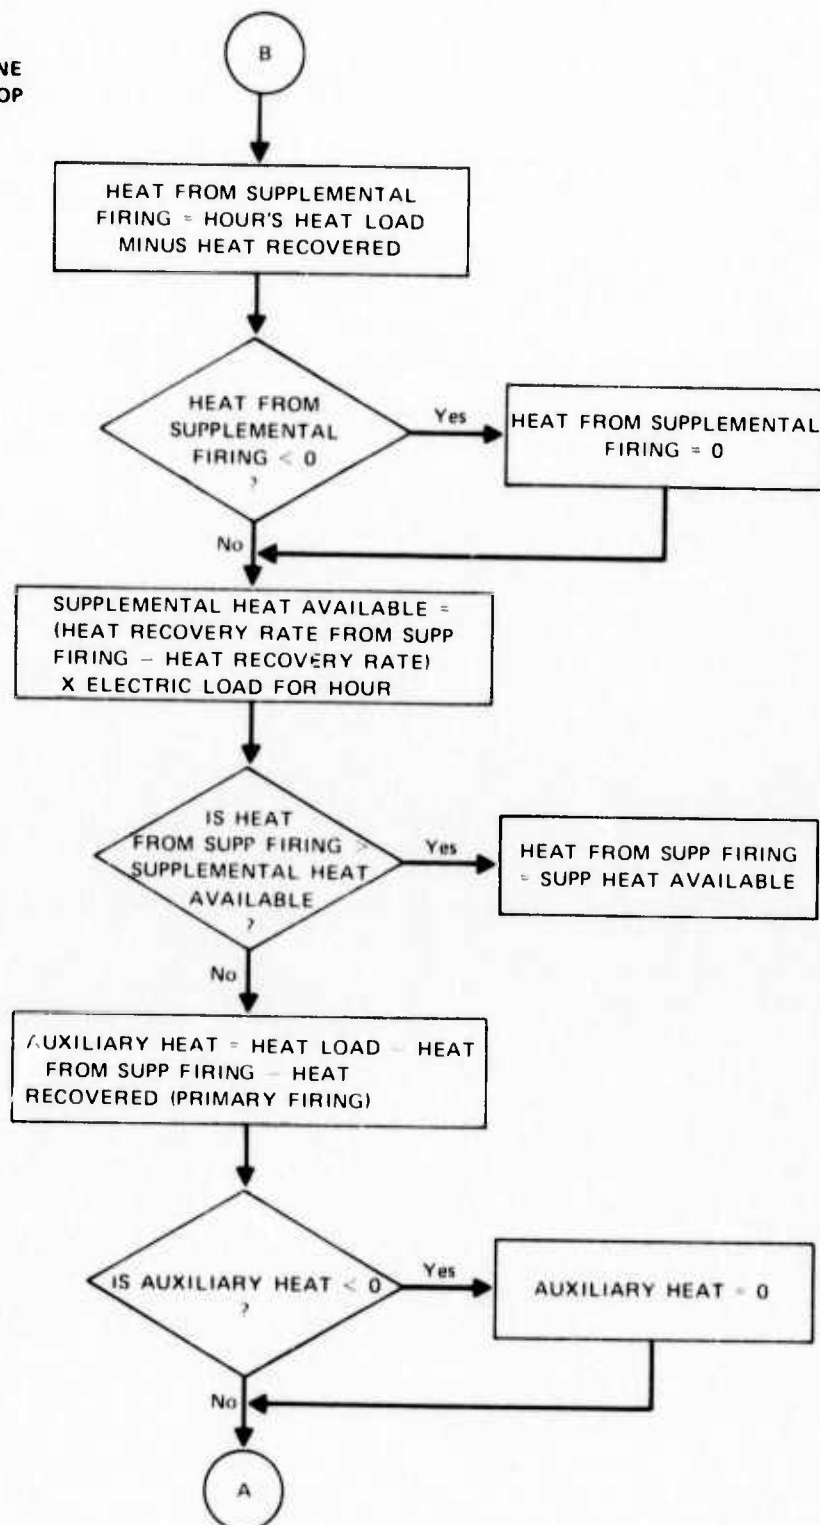 B
NE
OP
HEAT FROM SUPPLEMENTAL
FIRING = HOUR'S HEAT LOAD
MINUS HEAT RECOVERED
HEAT FROM
SUPPLEMENTAL
FIRING < 0
?
Yes
HEAT FROM SUPPLEMENTAL
FIRING = 0
No
SUPPLEMENTAL HEAT AVAILABLE =
(HEAT RECOVERY RATE FROM SUPP
FIRING – HEAT RECOVERY RATE)
X ELECTRIC LOAD FOR HOUR
IS HEAT
FROM SUPP FIRING >
SUPPLEMENTAL HEAT
AVAILABLE
?
Yes
HEAT FROM SUPP FIRING
= SUPP HEAT AVAILABLE
No
AUXILIARY HEAT = HEAT LOAD – HEAT
FROM SUPP FIRING – HEAT
RECOVERED (PRIMARY FIRING)
IS AUXILIARY HEAT < 0
?
Yes
AUXILIARY HEAT = 0
No
A